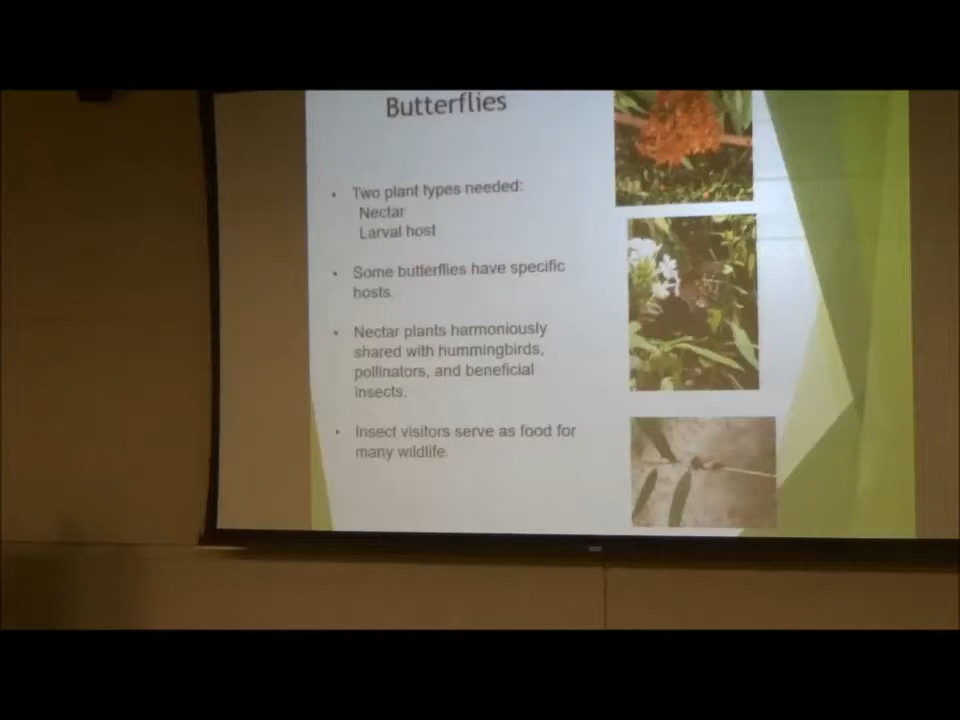 Butterflies
• Two plant types needed:
Nectar
Larval host
• Some butterflies have specific
hosts.
• Nectar plants harmoniously
shared with hummingbirds,
pollinators, and beneficial
insects.
• Insect visitors serve as food for
many wildlife.